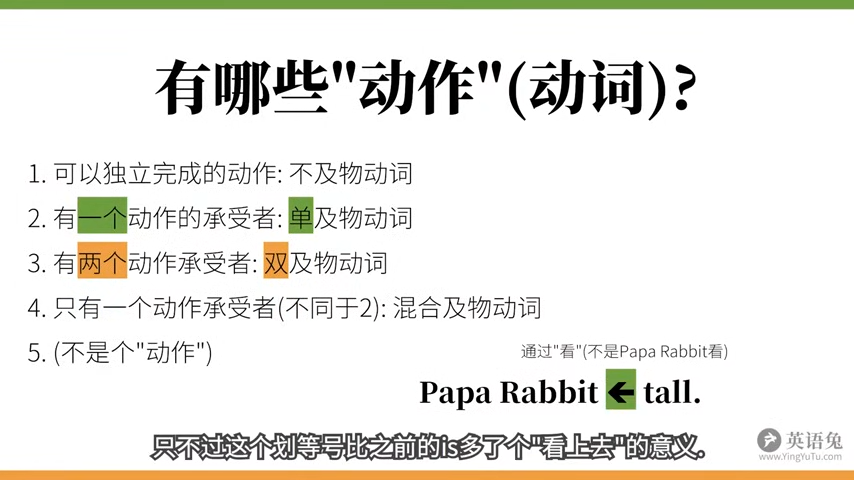 有哪些"动作"(动词)?
1. 可以独立完成的动作: 不及物动词
2. 有一个动作的承受者: 单及物动词
3. 有两个动作承受者: 双及物动词
4. 只有一个动作承受者(不同于2): 混合及物动词
5. (不是个"动作")
通过"看"(不是Papa Rabbit看)
Papa Rabbit ← tall.
只不过这个划等号比之前的is多了个"看上去"的意义.
英语兔
www.YingYuTu.com